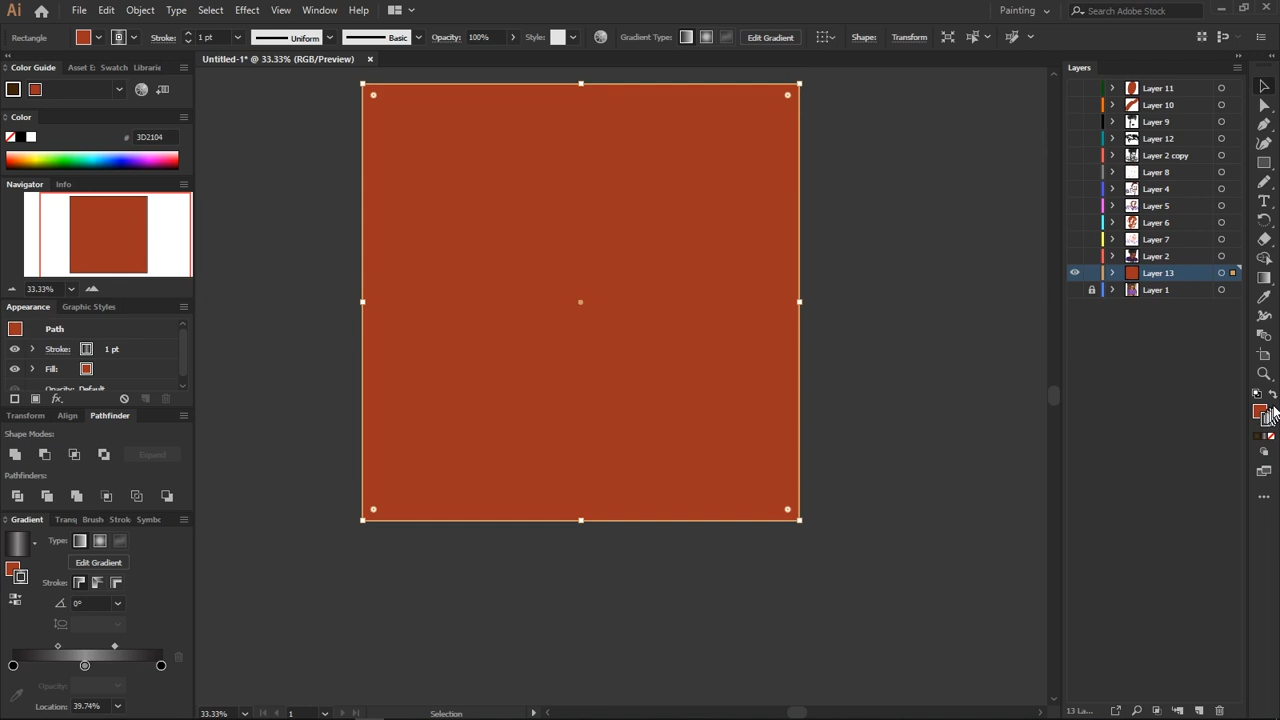 Ai File Edit Object Type Select Effect View Window Help Painting Search Adobe Stock
Rectangle Stroke: 1 pt Uniform Basic Opacity: 100% Style: Gradient Type: Edit Gradient Shape: Transform
Untitled-1* @ 33.33% (RGB/Preview)
Color Guide Asset E Swatch Librarie
Color
# 3D2104
Navigator Info
33.33%
Appearance Graphic Styles
Path
Stroke: 1 pt
Fill:
Opacity: Default
fx
Transform Align Pathfinder
Shape Modes:
Expand
Pathfinders:
Gradient Trans Brush Strok Symbc
Type:
Edit Gradient
Stroke:
0°
Opacity:
Location: 39.74%
33.33% 1 Selection
Layers
Layer 11
Layer 10
Layer 9
Layer 12
Layer 2 copy
Layer 8
Layer 4
Layer 5
Layer 6
Layer 7
Layer 2
Layer 13
Layer 1
T
13 La...